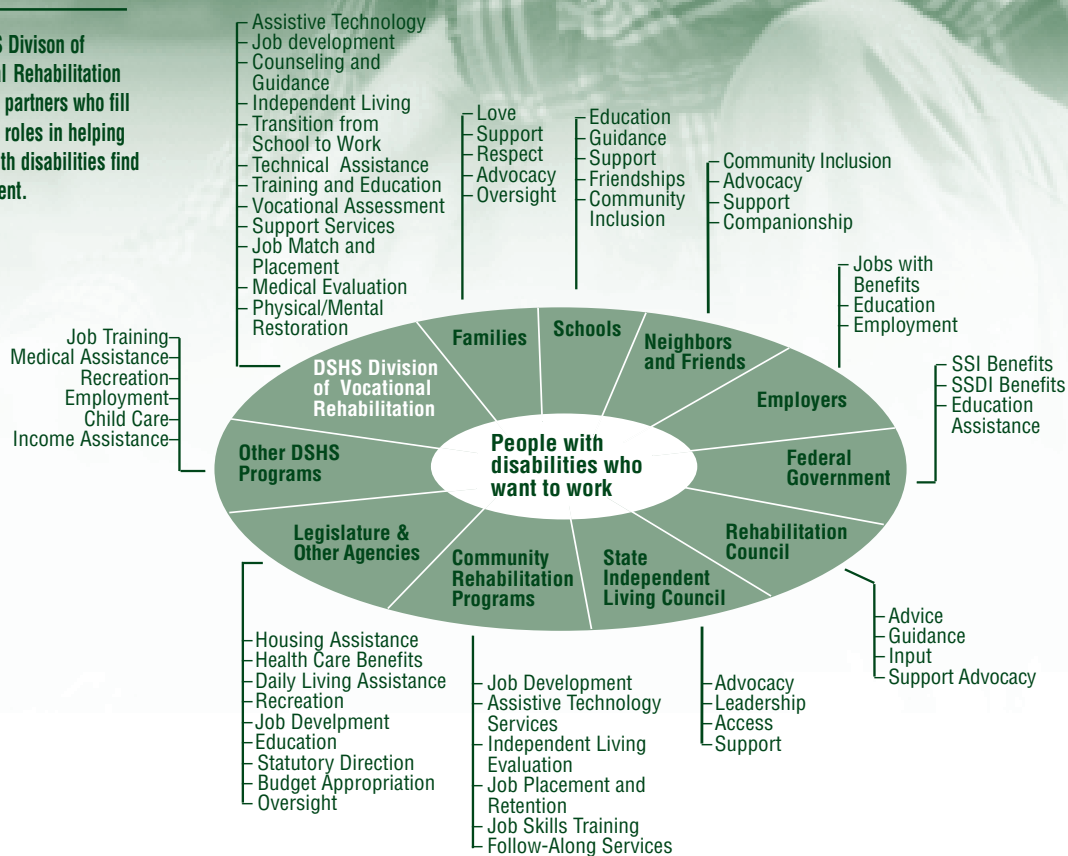 S Divison of
al Rehabilitation
partners who fill
roles in helping
th disabilities find
ent.
Assistive Technology
Job development
Counseling and
Guidance
Independent Living
Transition from
School to Work
Technical Assistance
Training and Education
Vocational Assessment
Support Services
Job Match and
Placement
Medical Evaluation
Physical/Mental
Restoration
Love
Support
Respect
Advocacy
Oversight
Education
Guidance
Support
Friendships
Community
Inclusion
Community Inclusion
Advocacy
Support
Companionship
Jobs with
Benefits
Education
Employment
SSI Benefits
SSDI Benefits
Education
Assistance
Job Training
Medical Assistance
Recreation
Employment
Child Care
Income Assistance
DSHS Division
of Vocational
Rehabilitation
Families
Schools
Neighbors
and Friends
Employers
Federal
Government
Rehabilitation
Council
State
Independent
Living Council
Community
Rehabilitation
Programs
Legislature &
Other Agencies
Other DSHS
Programs
People with
disabilities who
want to work
Housing Assistance
Health Care Benefits
Daily Living Assistance
Recreation
Job Develpment
Education
Statutory Direction
Budget Appropriation
Oversight
Job Development
Assistive Technology
Services
Independent Living
Evaluation
Job Placement and
Retention
Job Skills Training
Follow-Along Services
Advocacy
Leadership
Access
Support
Advice
Guidance
Input
Support Advocacy